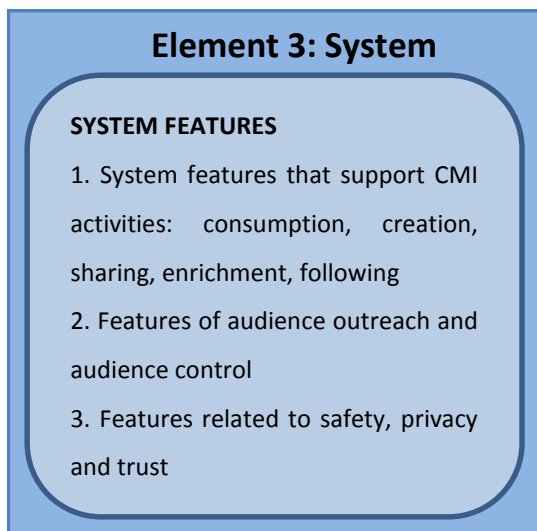 Element 3: System
SYSTEM FEATURES
1. System features that support CMI
activities: consumption, creation,
sharing, enrichment, following
2. Features of audience outreach and
audience control
3. Features related to safety, privacy
and trust